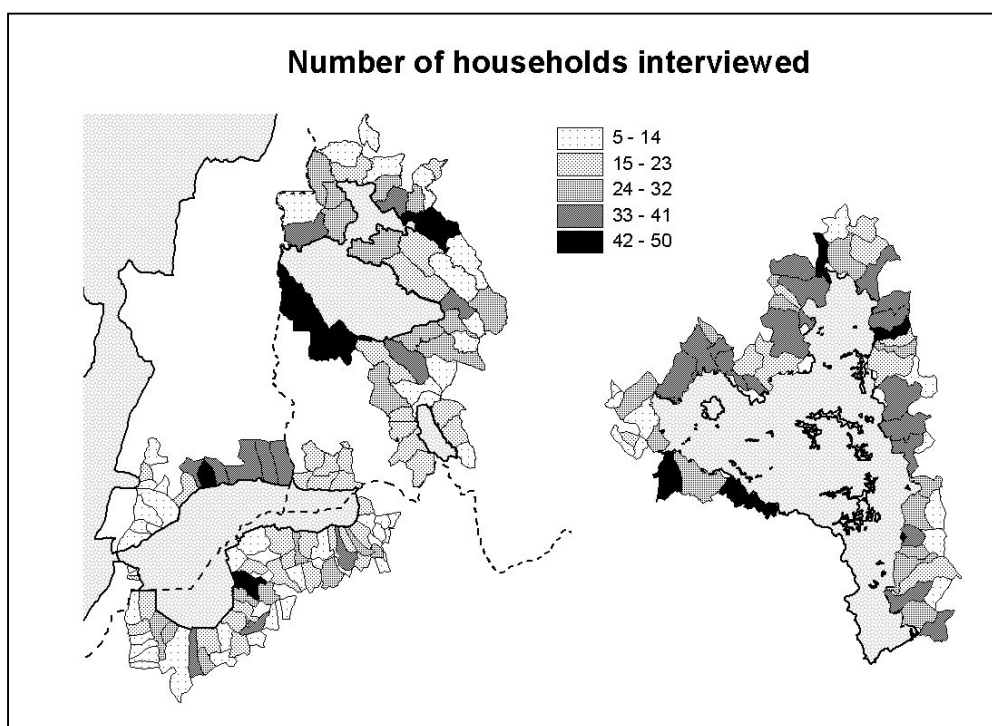 Number of households interviewed
5 - 14
15 - 23
24 - 32
33 - 41
42 - 50